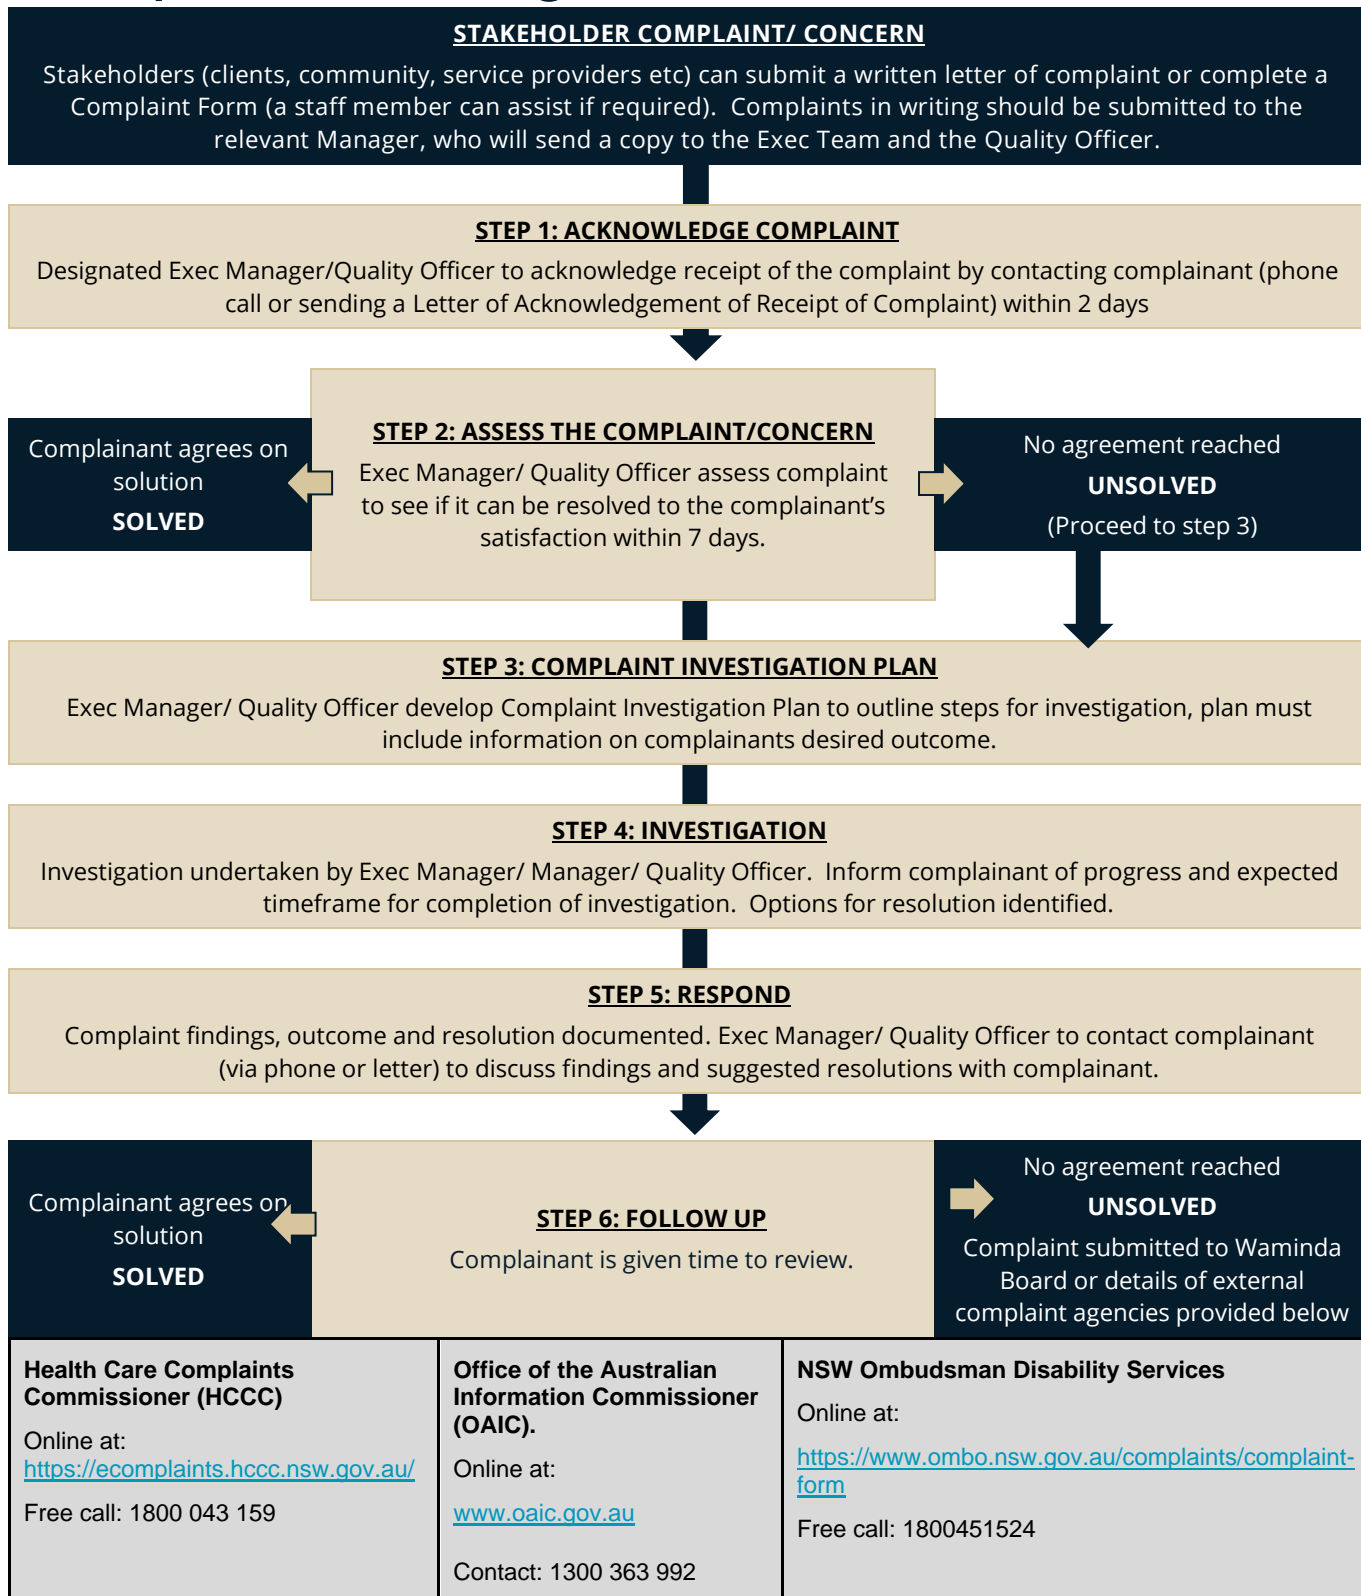 STAKEHOLDER COMPLAINT/ CONCERN
Stakeholders (clients, community, service providers etc) can submit a written letter of complaint or complete a
Complaint Form (a staff member can assist if required). Complaints in writing should be submitted to the
relevant Manager, who will send a copy to the Exec Team and the Quality Officer.
STEP 1: ACKNOWLEDGE COMPLAINT
Designated Exec Manager/Quality Officer to acknowledge receipt of the complaint by contacting complainant (phone
call or sending a Letter of Acknowledgement of Receipt of Complaint) within 2 days
Complainant agrees on
solution
SOLVED
STEP 2: ASSESS THE COMPLAINT/CONCERN
Exec Manager/ Quality Officer assess complaint
to see if it can be resolved to the complainant’s
satisfaction within 7 days.
No agreement reached
UNSOLVED
(Proceed to step 3)
STEP 3: COMPLAINT INVESTIGATION PLAN
Exec Manager/ Quality Officer develop Complaint Investigation Plan to outline steps for investigation, plan must
include information on complainants desired outcome.
STEP 4: INVESTIGATION
Investigation undertaken by Exec Manager/ Manager/ Quality Officer. Inform complainant of progress and expected
timeframe for completion of investigation. Options for resolution identified.
STEP 5: RESPOND
Complaint findings, outcome and resolution documented. Exec Manager/ Quality Officer to contact complainant
(via phone or letter) to discuss findings and suggested resolutions with complainant.
Complainant agrees on
solution
SOLVED
STEP 6: FOLLOW UP
Complainant is given time to review.
No agreement reached
UNSOLVED
Complaint submitted to Waminda
Board or details of external
complaint agencies provided below
Health Care Complaints
Commissioner (HCCC)
Online at:
https://ecomplaints.hccc.nsw.gov.au/
Free call: 1800 043 159
Office of the Australian
Information Commissioner
(OAIC).
Online at:
www.oaic.gov.au
Contact: 1300 363 992
NSW Ombudsman Disability Services
Online at:
https://www.ombo.nsw.gov.au/complaints/complaint-
form
Free call: 1800451524